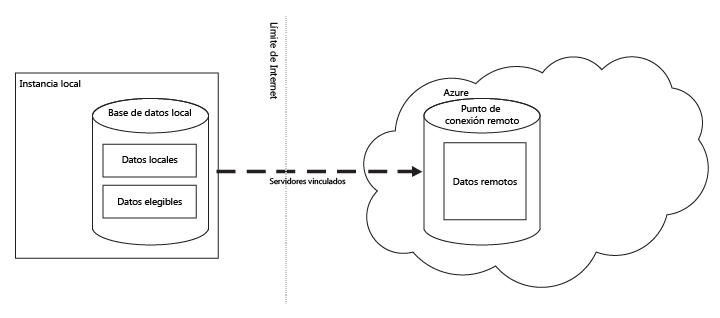 Límite de Internet
Instancia local
Base de datos local
Datos locales
Datos elegibles
Servidores vinculados
Azure
Punto de
conexión remoto
Datos remotos